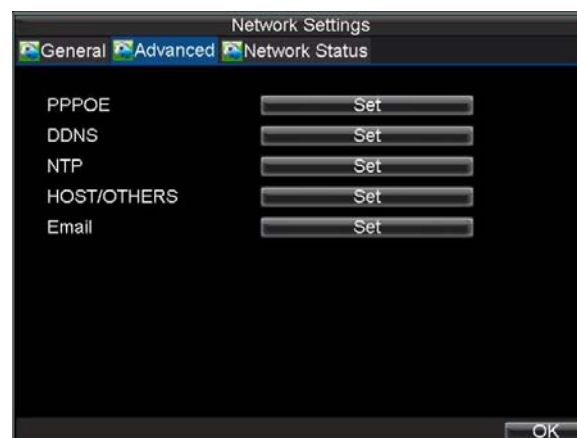 Network Settings
General Advanced Network Status
PPPOE Set
DDNS Set
NTP Set
HOST/OTHERS Set
Email Set
OK